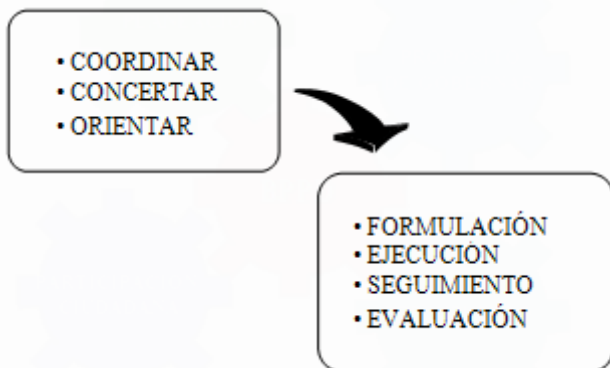 • COORDINAR
• CONCERTAR
• ORIENTAR
• FORMULACIÓN
• EJECUCIÓN
• SEGUIMIENTO
• EVALUACIÓN